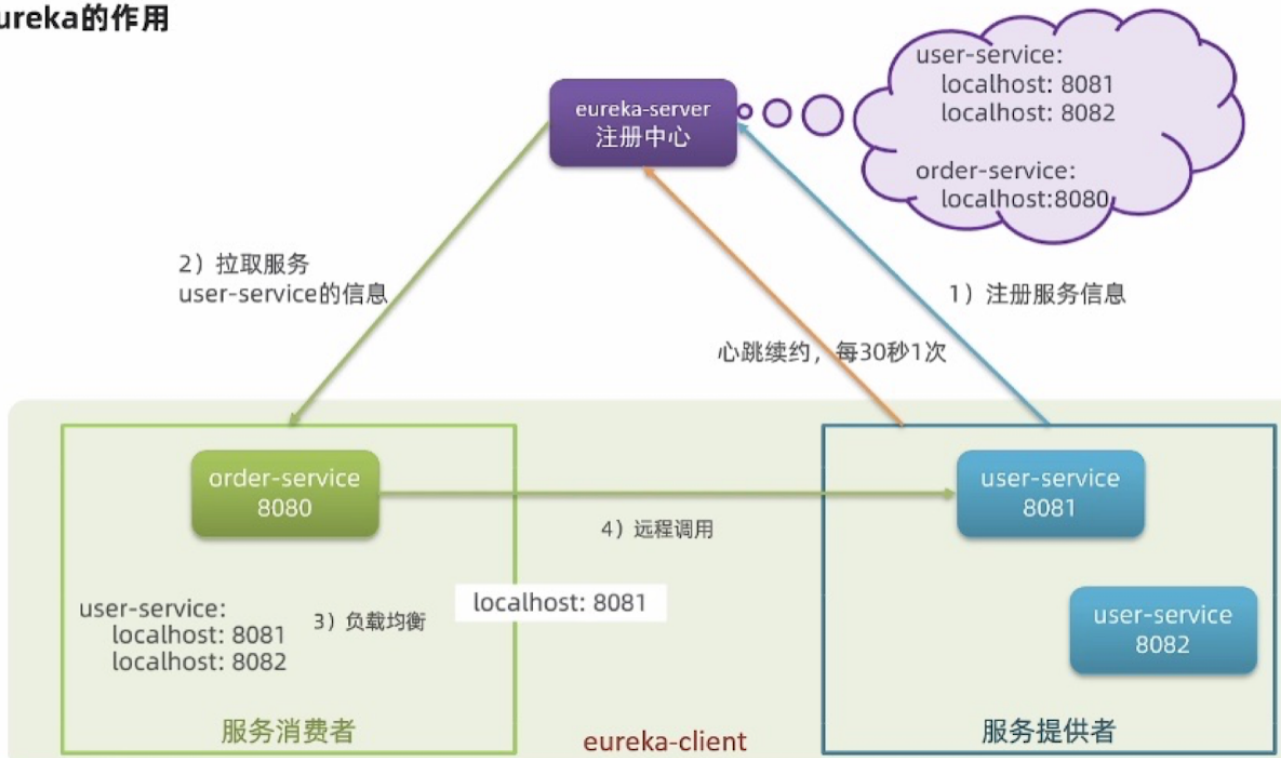 ureka的作用
eureka-server
注册中心
user-service:
localhost: 8081
localhost: 8082
order-service:
localhost:8080
2）拉取服务
user-service的信息
1）注册服务信息
心跳续约，每30秒1次
order-service
8080
user-service
8081
4）远程调用
localhost: 8081
user-service:
localhost: 8081
localhost: 8082
3）负载均衡
user-service
8082
服务消费者
eureka-client
服务提供者